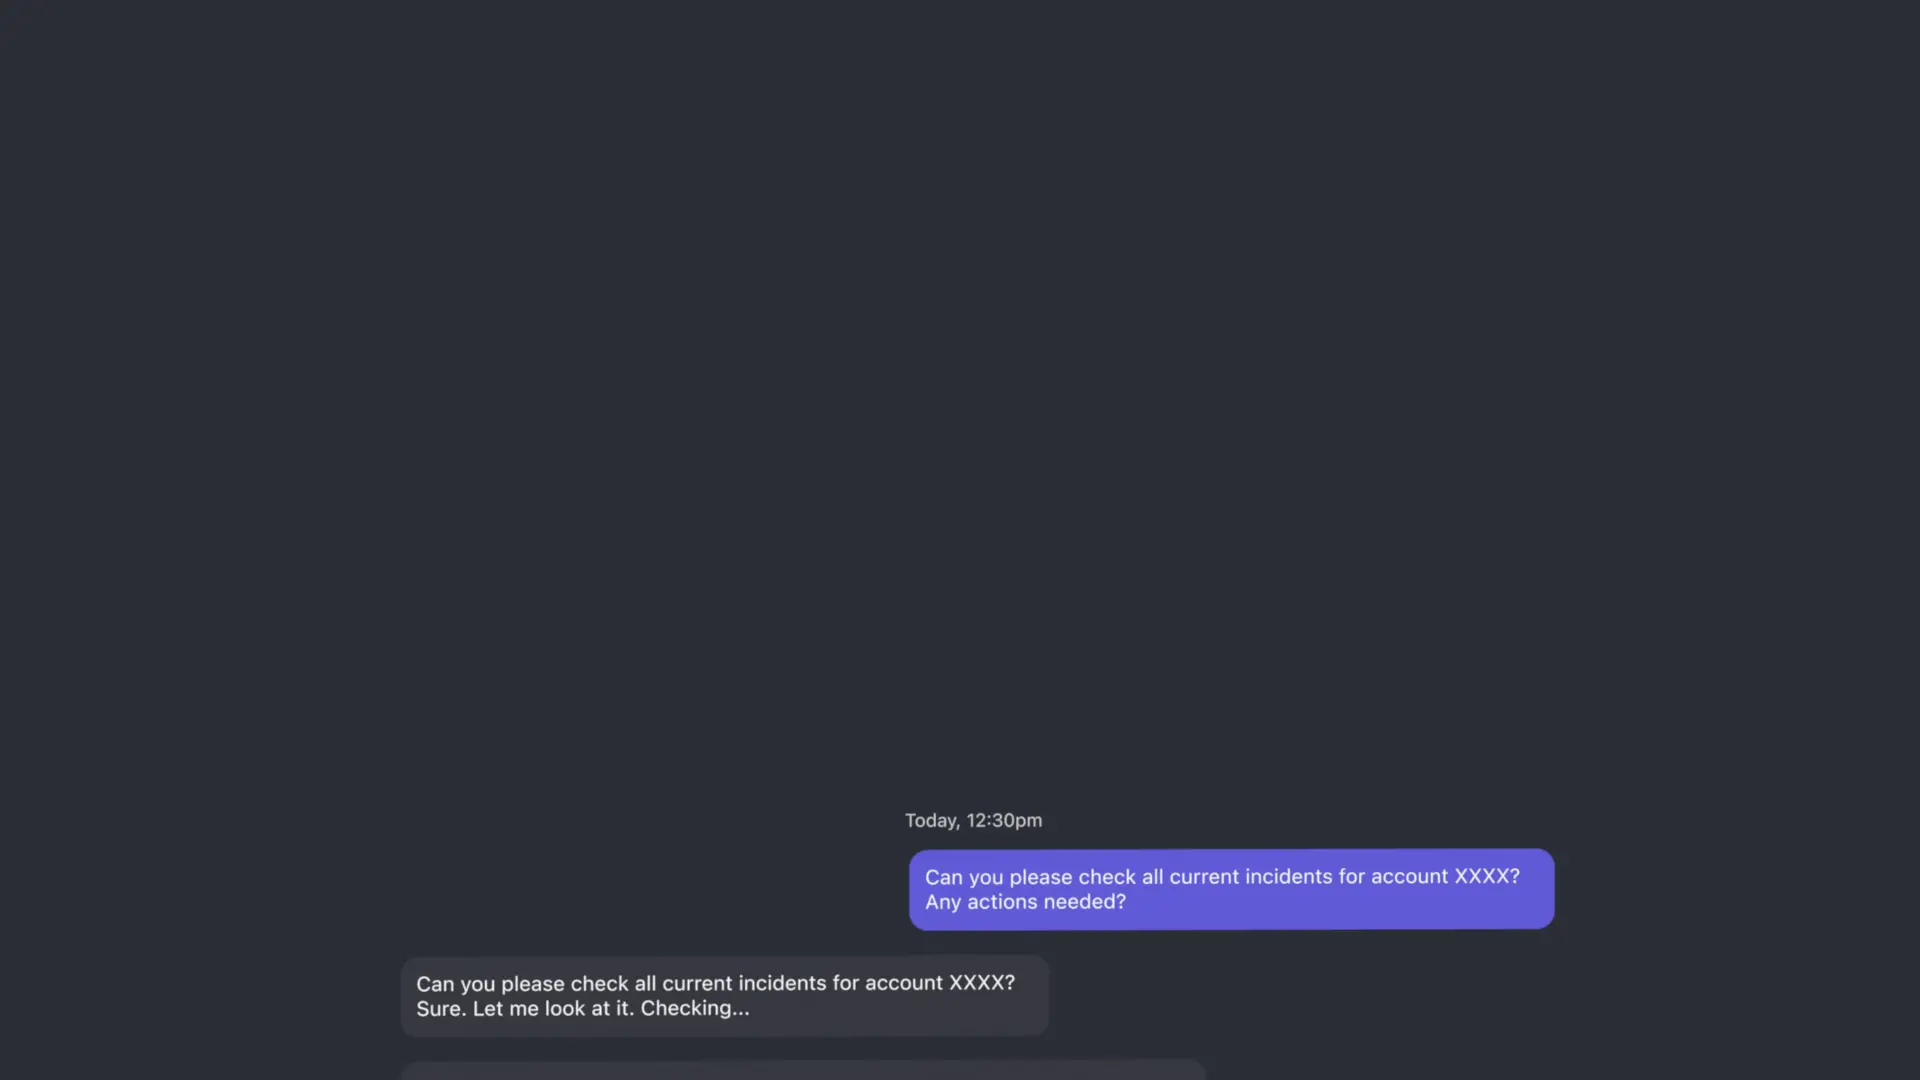 Today, 12:30pm
Can you please check all current incidents for account XXXX?
Any actions needed?
Can you please check all current incidents for account XXXX?
Sure. Let me look at it. Checking...